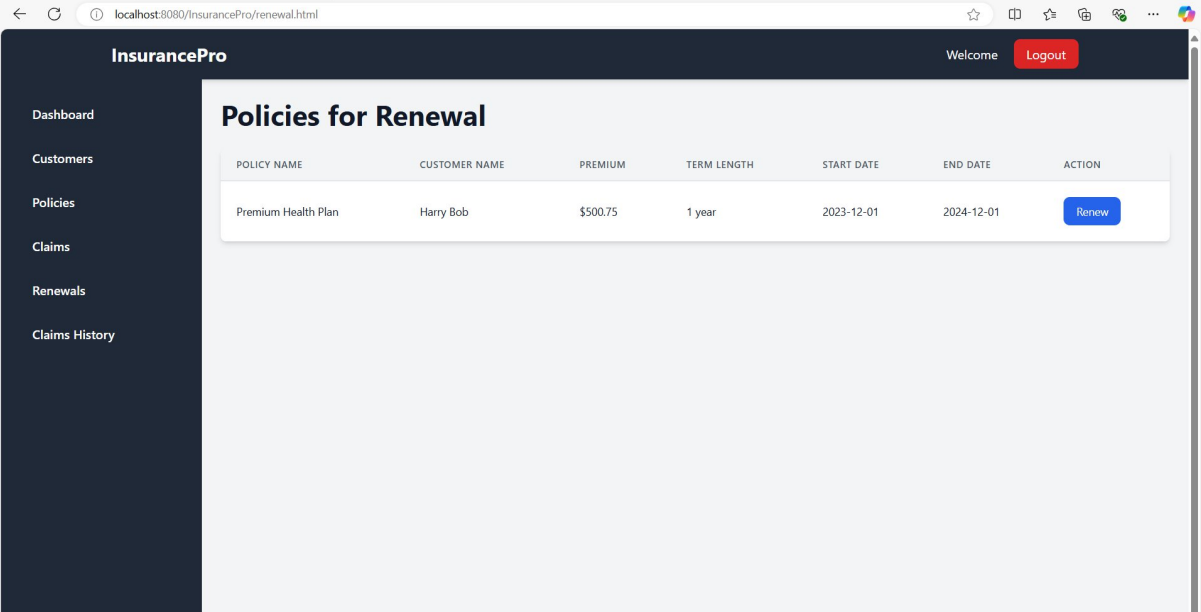 localhost:8080/InsurancePro/renewal.html
InsurancePro
Welcome
Logout
Dashboard
Customers
Policies
Claims
Renewals
Claims History
Policies for Renewal
POLICY NAME CUSTOMER NAME PREMIUM TERM LENGTH START DATE END DATE ACTION
Premium Health Plan Harry Bob $500.75 1 year 2023-12-01 2024-12-01 Renew